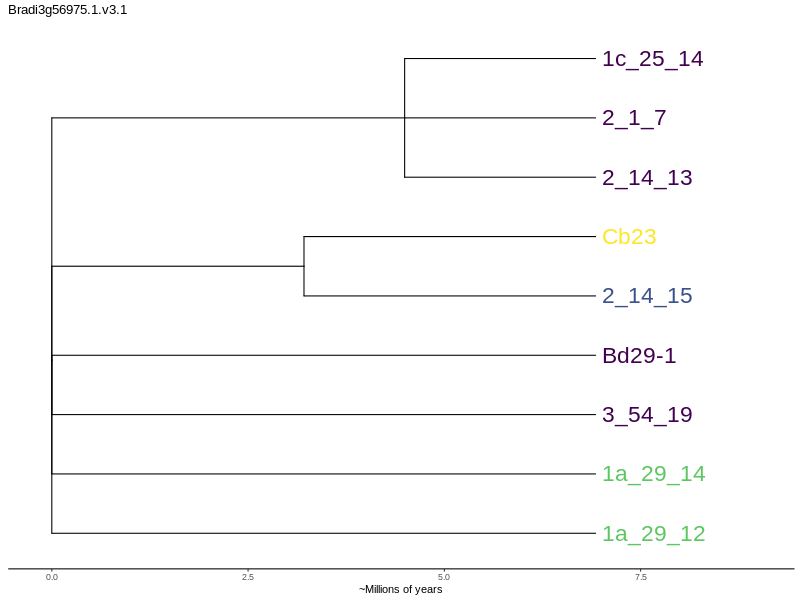 Bradi3g56975.1.v3.1
1c_25_14
2_1_7
2_14_13
Cb23
2_14_15
Bd29-1
3_54_19
1a_29_14
1a_29_12
0.0 2.5 5.0 7.5
~Millions of years